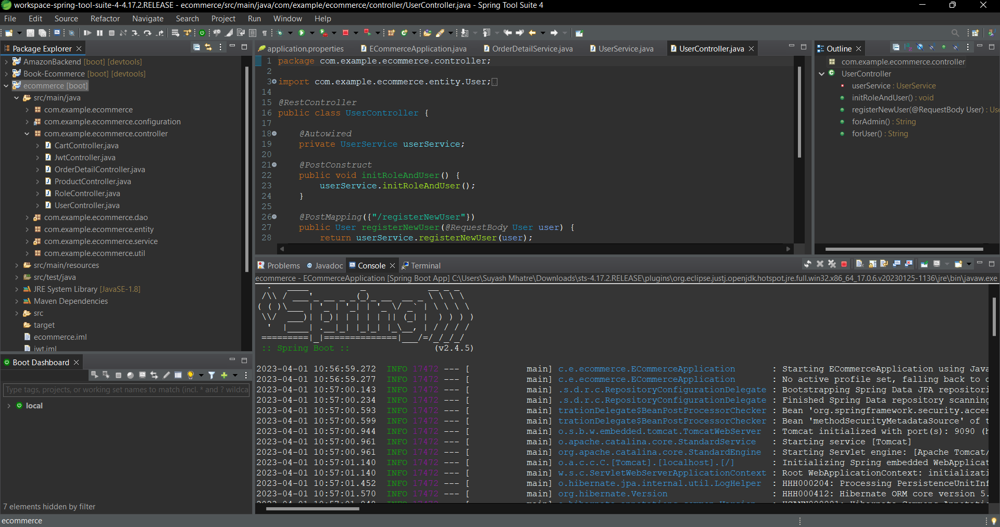 workspace-spring-tool-suite-4-4.17.2.RELEASE - ecommerce/src/main/java/com/example/ecommerce/controller/UserController.java - Spring Tool Suite 4
File Edit Source Refactor Navigate Search Project Run Window Help
Package Explorer
AmazonBackend [boot] [devtools]
Book-Ecommerce [boot] [devtools]
ecommerce [boot]
src/main/java
com.example.ecommerce
com.example.ecommerce.configuration
com.example.ecommerce.controller
CartController.java
JwtController.java
OrderDetailController.java
ProductController.java
RoleController.java
UserController.java
com.example.ecommerce.dao
com.example.ecommerce.entity
com.example.ecommerce.service
com.example.ecommerce.util
src/main/resources
src/test/java
JRE System Library [JavaSE-1.8]
Maven Dependencies
src
target
ecommerce.iml
jwt.iml
application.properties ECommerceApplication.java OrderDetailService.java UserService.java UserController.java
1 package com.example.ecommerce.controller;
2
3 import com.example.ecommerce.entity.User;
14
15 @RestController
16 public class UserController {
17
18 @Autowired
19 private UserService userService;
20
21 @PostConstruct
22 public void initRoleAndUser() {
23 userService.initRoleAndUser();
24 }
25
26 @PostMapping({"/registerNewUser"})
27 public User registerNewUser(@RequestBody User user) {
28 return userService.registerNewUser(user);
Outline
com.example.ecommerce.controller
UserController
userService : UserService
initRoleAndUser() : void
registerNewUser(@RequestBody User) : Use
forAdmin() : String
forUser() : String
Boot Dashboard
Type tags, projects, or working set names to match (incl. * and ? wildca
local
7 elements hidden by filter
ecommerce
Problems Javadoc Console Terminal
ecommerce - ECommerceApplication [Spring Boot App] C:\Users\Suyash Mhatre\Downloads\sts-4.17.2.RELEASE\plugins\org.eclipse.justj.openjdk.hotspot.jre.full.win32.x86_64_17.0.6.v20230125-1136\jre\bin\javaw.exe
:: Spring Boot :: (v2.4.5)
2023-04-01 10:56:59.272 INFO 17472 --- [ main] c.e.ecommerce.ECommerceApplication : Starting ECommerceApplication using Java
2023-04-01 10:56:59.277 INFO 17472 --- [ main] c.e.ecommerce.ECommerceApplication : No active profile set, falling back to
2023-04-01 10:57:00.143 INFO 17472 --- [ main] .s.d.r.c.RepositoryConfigurationDelegate : Bootstrapping Spring Data JPA repositori
2023-04-01 10:57:00.234 INFO 17472 --- [ main] .s.d.r.c.RepositoryConfigurationDelegate : Finished Spring Data repository scanning
2023-04-01 10:57:00.593 INFO 17472 --- [ main] trationDelegate$BeanPostProcessorChecker : Bean 'org.springframework.security.acces
2023-04-01 10:57:00.599 INFO 17472 --- [ main] trationDelegate$BeanPostProcessorChecker : Bean 'methodSecurityMetadataSource' of t
2023-04-01 10:57:00.944 INFO 17472 --- [ main] o.s.b.w.embedded.tomcat.TomcatWebServer : Tomcat initialized with port(s): 9090 (h
2023-04-01 10:57:00.961 INFO 17472 --- [ main] o.apache.catalina.core.StandardService : Starting service [Tomcat]
2023-04-01 10:57:00.961 INFO 17472 --- [ main] org.apache.catalina.core.StandardEngine : Starting Servlet engine: [Apache Tomcat/
2023-04-01 10:57:01.140 INFO 17472 --- [ main] o.a.c.c.C.[Tomcat].[localhost].[/] : Initializing Spring embedded WebApplicat
2023-04-01 10:57:01.140 INFO 17472 --- [ main] w.s.c.ServletWebServerApplicationContext : Root WebApplicationContext: initializati
2023-04-01 10:57:01.452 INFO 17472 --- [ main] o.hibernate.jpa.internal.util.LogHelper : HHH000204: Processing PersistenceUnitInf
2023-04-01 10:57:01.570 INFO 17472 --- [ main] org.hibernate.Version : HHH000412: Hibernate ORM core version 5.